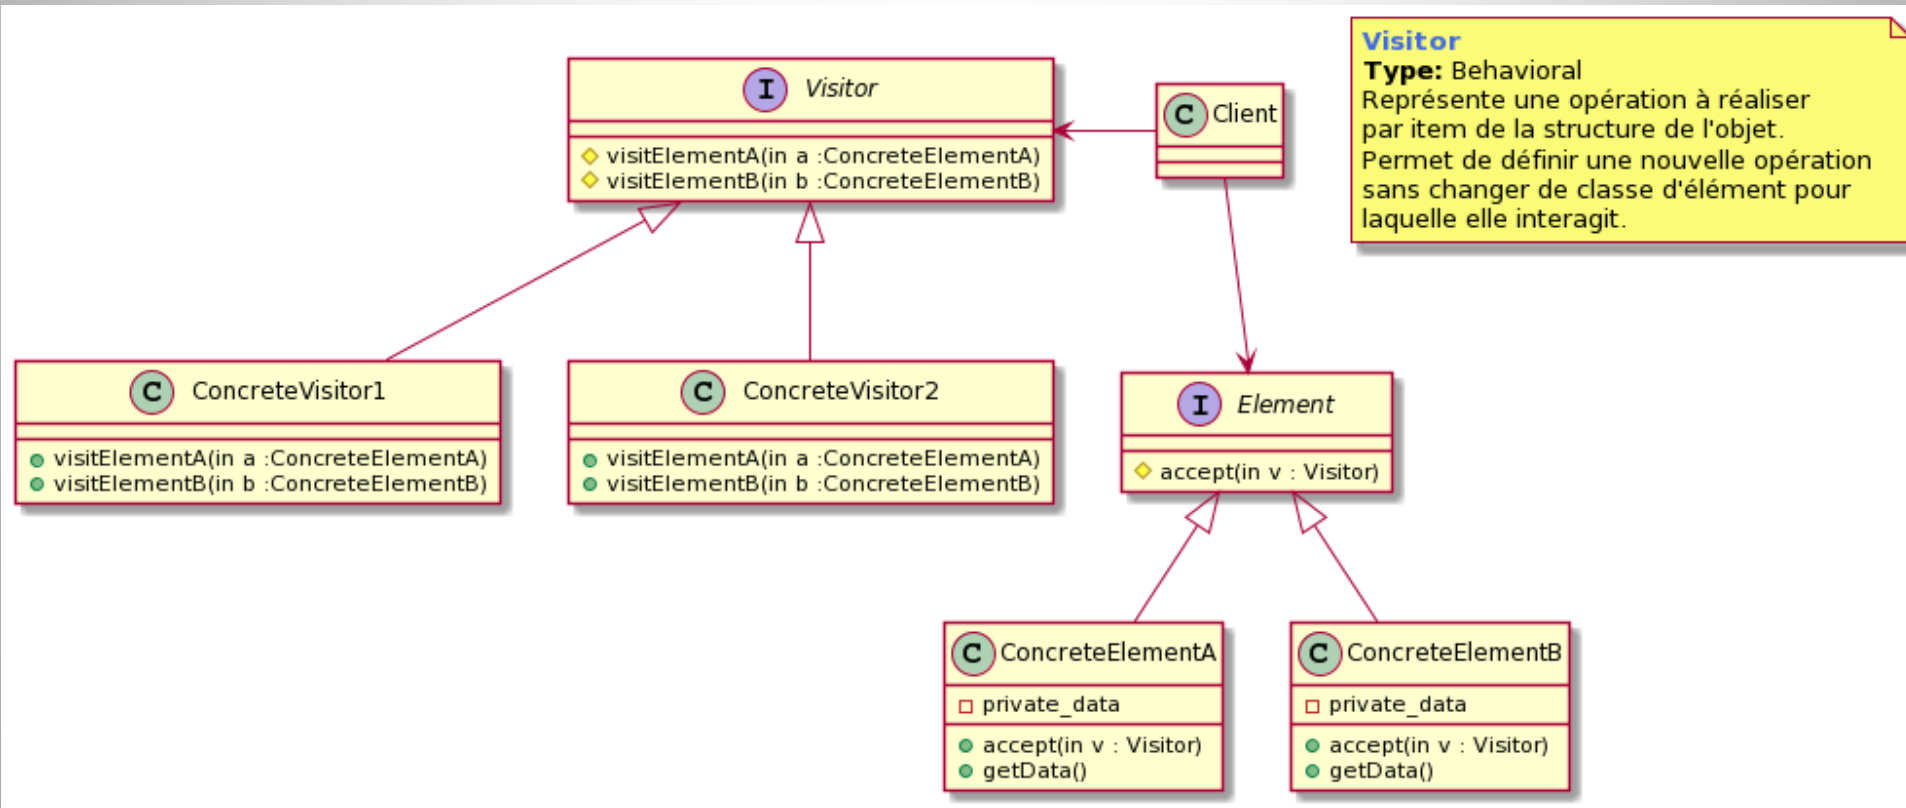 Visitor
Type: Behavioral
Représente une opération à réaliser
par item de la structure de l'objet.
Permet de définir une nouvelle opération
sans changer de classe d'élément pour
laquelle elle interagit.
I Visitor
visitElementA(in a :ConcreteElementA)
visitElementB(in b :ConcreteElementB)
C Client
C ConcreteVisitor1
visitElementA(in a :ConcreteElementA)
visitElementB(in b :ConcreteElementB)
C ConcreteVisitor2
visitElementA(in a :ConcreteElementA)
visitElementB(in b :ConcreteElementB)
I Element
accept(in v : Visitor)
C ConcreteElementA
private_data
accept(in v : Visitor)
getData()
C ConcreteElementB
private_data
accept(in v : Visitor)
getData()